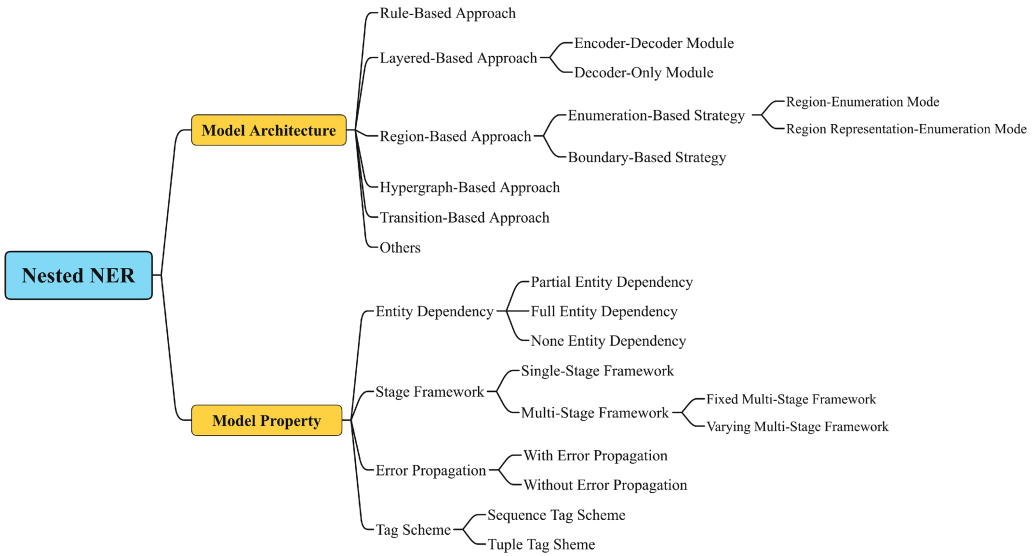 Nested NER
Model Architecture
Rule-Based Approach
Layered-Based Approach
Encoder-Decoder Module
Decoder-Only Module
Region-Based Approach
Enumeration-Based Strategy
Region-Enumeration Mode
Region Representation-Enumeration Mode
Boundary-Based Strategy
Hypergraph-Based Approach
Transition-Based Approach
Others
Model Property
Entity Dependency
Partial Entity Dependency
Full Entity Dependency
None Entity Dependency
Stage Framework
Single-Stage Framework
Multi-Stage Framework
Fixed Multi-Stage Framework
Varying Multi-Stage Framework
Error Propagation
With Error Propagation
Without Error Propagation
Tag Scheme
Sequence Tag Scheme
Tuple Tag Sheme